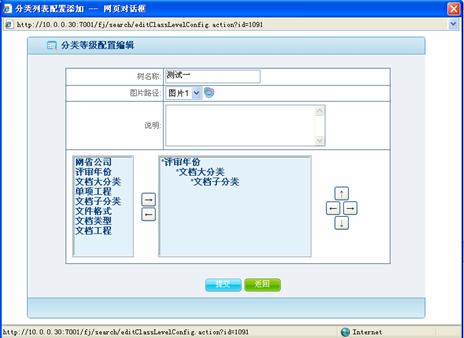 分类列表配置添加 -- 网页对话框
http://10.0.0.30:7001/fj/search/editClassLevelConfig.action?id=1091
分类等级配置编辑
树名称: 测试一
图片路径: 图片1
说明:
网省公司
评审年份
文档大分类
单项工程
文档子分类
文件格式
文档类型
文档工程
*评审年份
*文档大分类
*文档子分类
提交 返回
http://10.0.0.30:7001/fj/search/editClassLevelConfig.action?id=1091 Internet